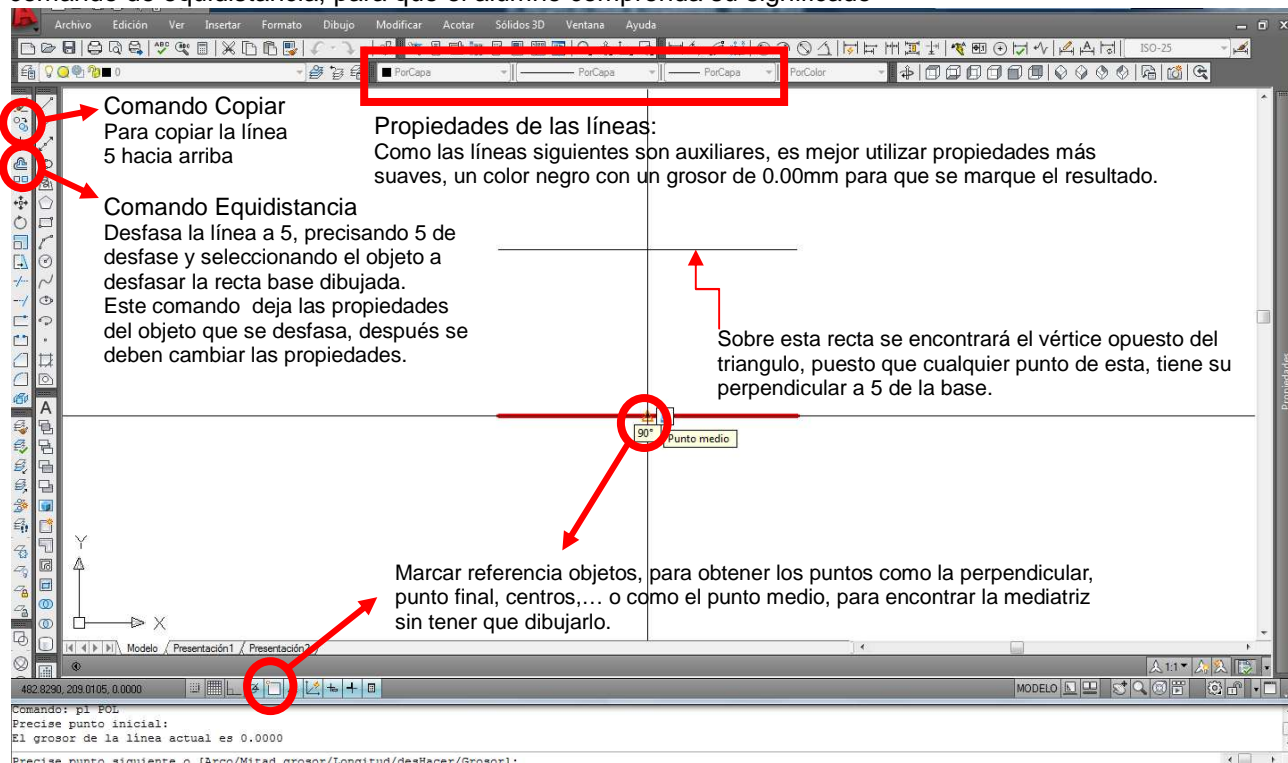 comando de equidistancia, para que el alumno comprenda su significado
Archivo Edición Ver Insertar Formato Dibujo Modificar Acotar Sólidos 3D Ventana Ayuda
ISO-25
0
PorCapa PorCapa PorCapa PorColor
Comando Copiar
Para copiar la línea
5 hacia arriba
Propiedades de las líneas:
Como las líneas siguientes son auxiliares, es mejor utilizar propiedades más
suaves, un color negro con un grosor de 0.00mm para que se marque el resultado.
Comando Equidistancia
Desfasa la línea a 5, precisando 5 de
desfase y seleccionando el objeto a
desfasar la recta base dibujada.
Este comando deja las propiedades
del objeto que se desfasa, después se
deben cambiar las propiedades.
Sobre esta recta se encontrará el vértice opuesto del
triangulo, puesto que cualquier punto de esta, tiene su
perpendicular a 5 de la base.
Propiedades
A
90°
Punto medio
Marcar referencia objetos, para obtener los puntos como la perpendicular,
punto final, centros,… o como el punto medio, para encontrar la mediatriz
sin tener que dibujarlo.
Y
X
Modelo Presentación1 Presentación2
1:1
482.8290, 209.0105, 0.0000
MODELO
Comando: pl POL
Precise punto inicial:
El grosor de la línea actual es 0.0000
Precise punto siguiente o [Arco/Mitad grosor/Longitud/desHacer/Grosor]: